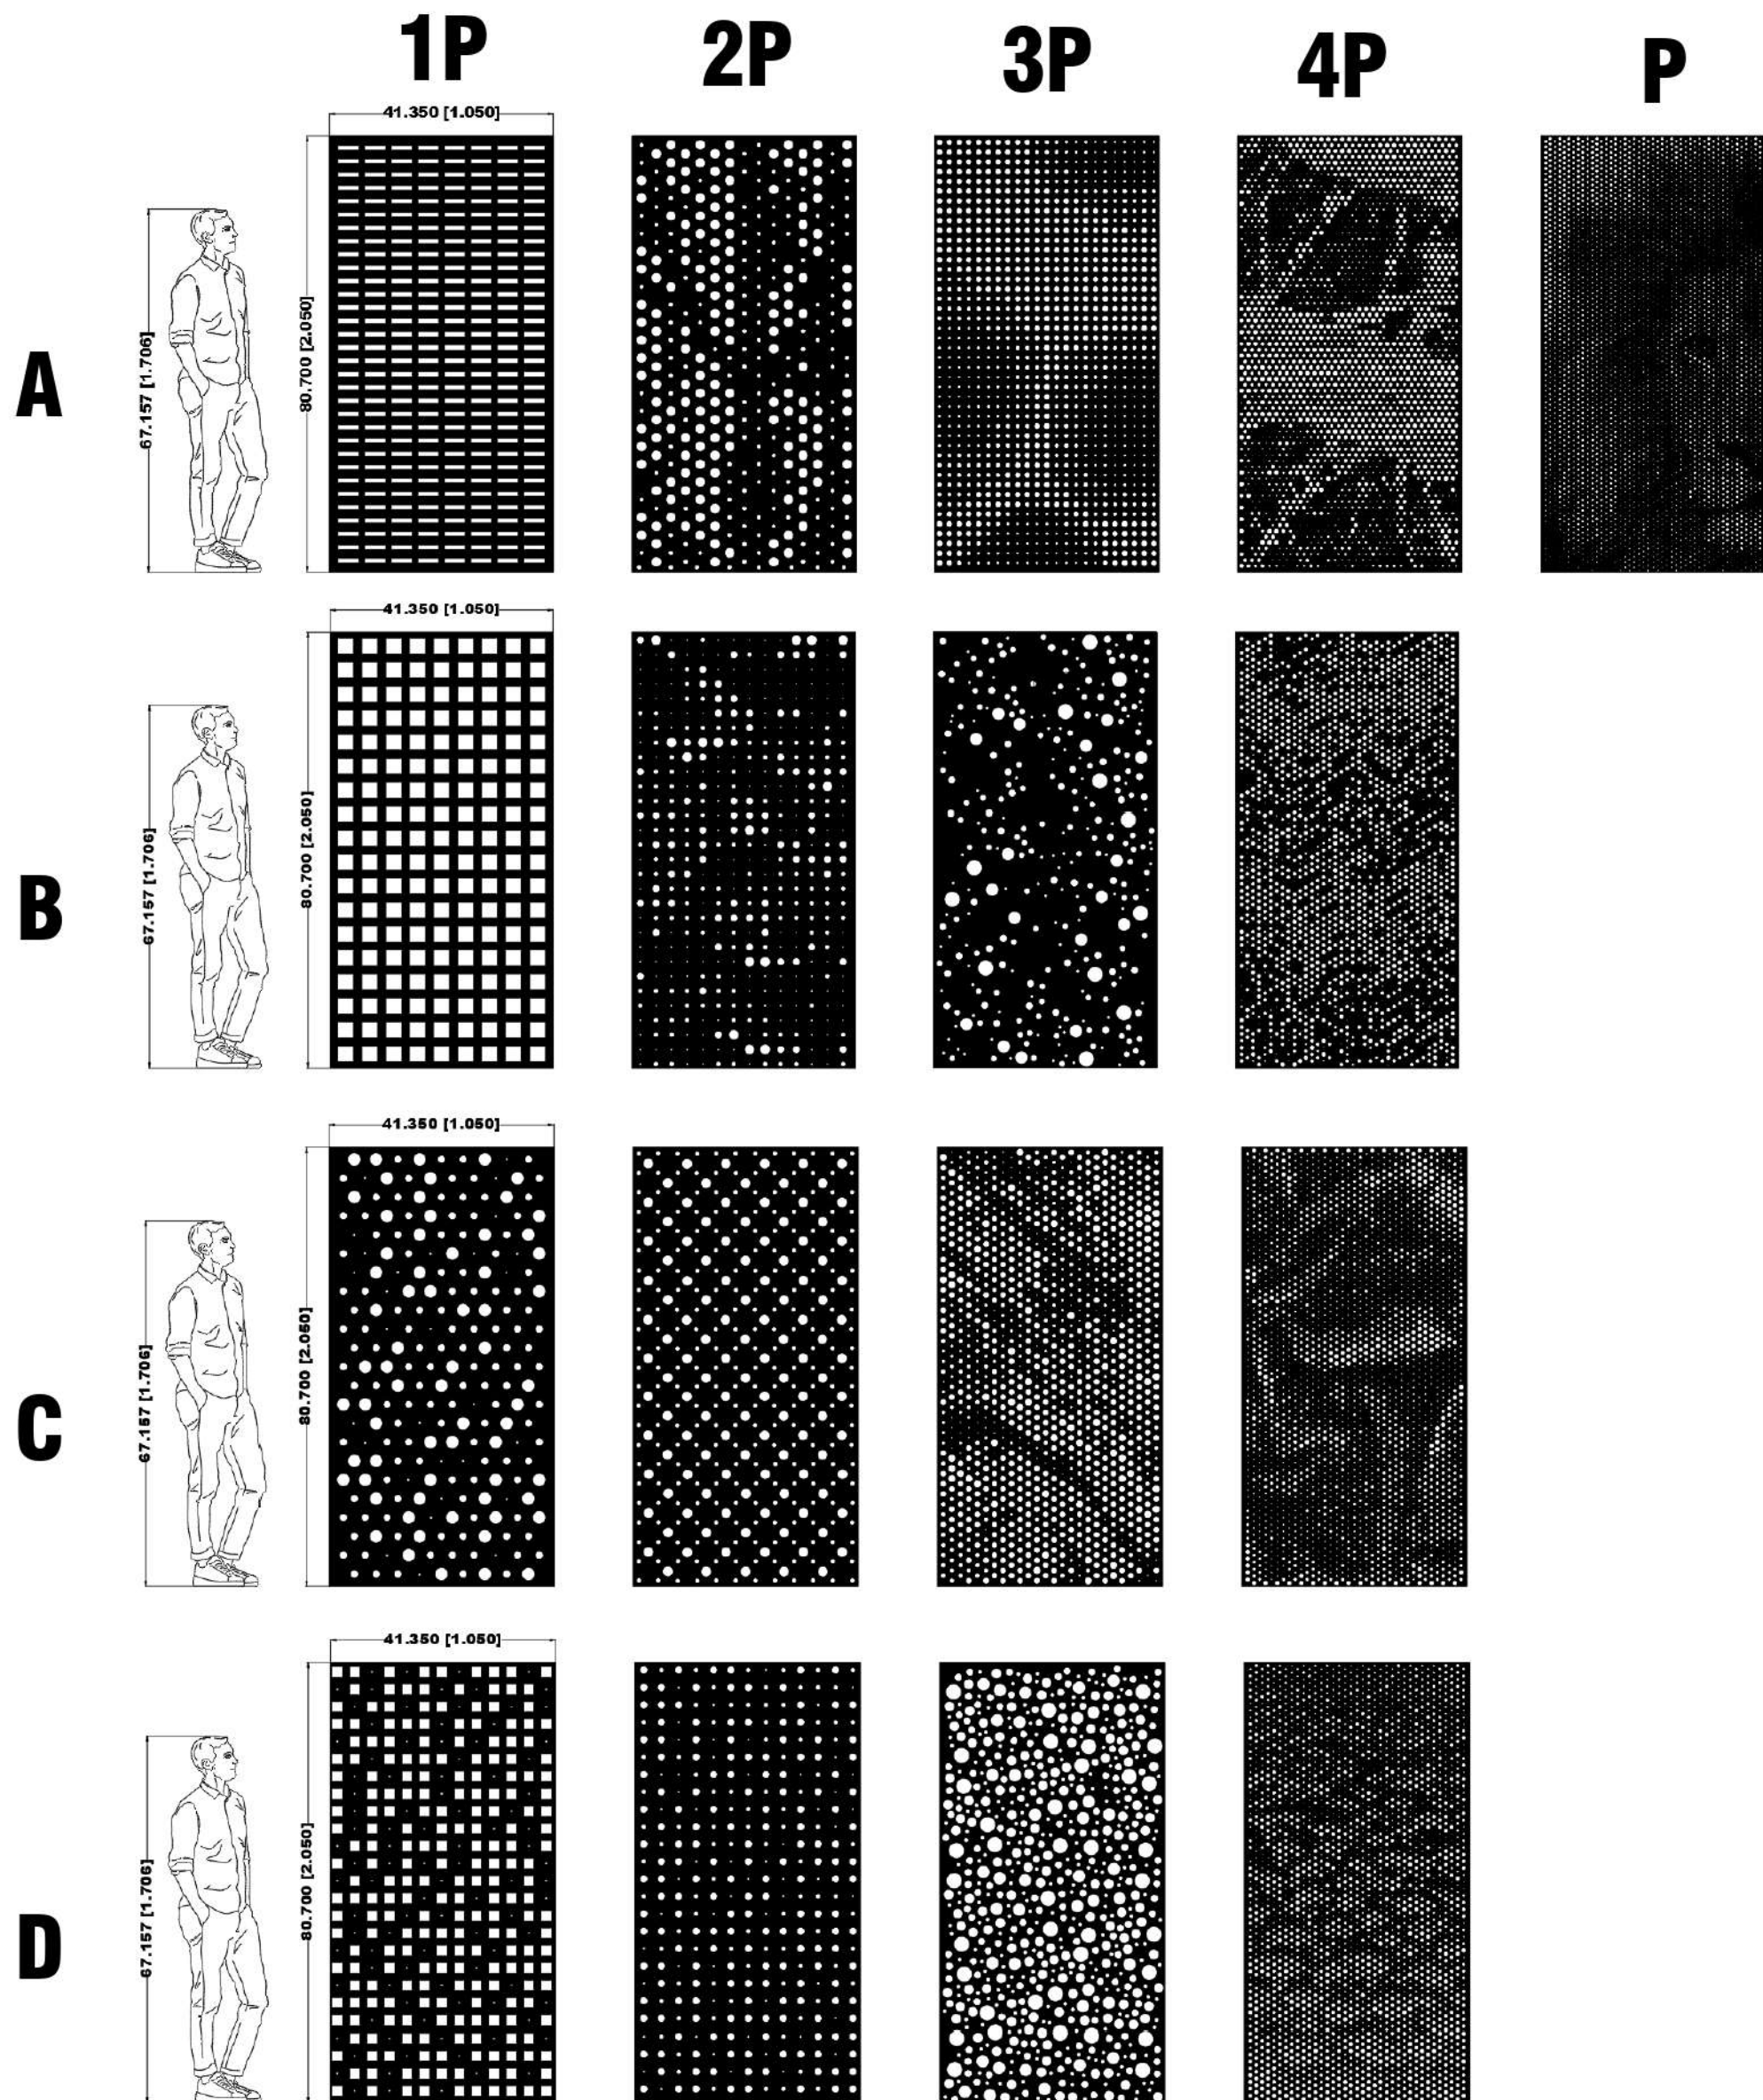 1P 2P 3P 4P P
41.350 [1.050]
A 67.157 [1.706] 80.700 [2.050]
41.350 [1.050]
B 67.157 [1.706] 80.700 [2.050]
41.350 [1.050]
C 67.157 [1.706] 80.700 [2.050]
41.350 [1.050]
D 67.157 [1.706] 80.700 [2.050]